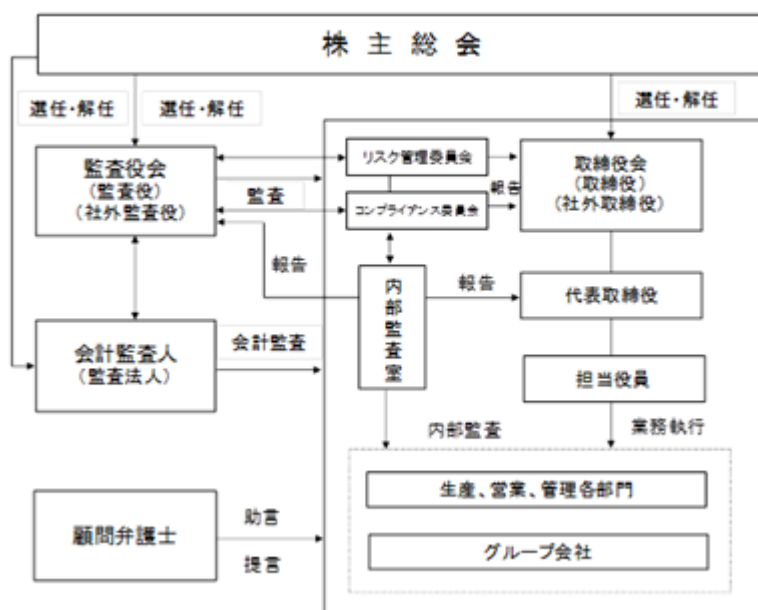 株主総会
選任・解任
選任・解任
選任・解任
監査役会
(監査役)
(社外監査役)
監査
リスク管理委員会
コンプライアンス委員会
報告
取締役会
(取締役)
(社外取締役)
報告
内部監査室
報告
代表取締役
会計監査人
(監査法人)
会計監査
担当役員
内部監査
業務執行
生産、営業、管理各部門
グループ会社
顧問弁護士
助言
提言